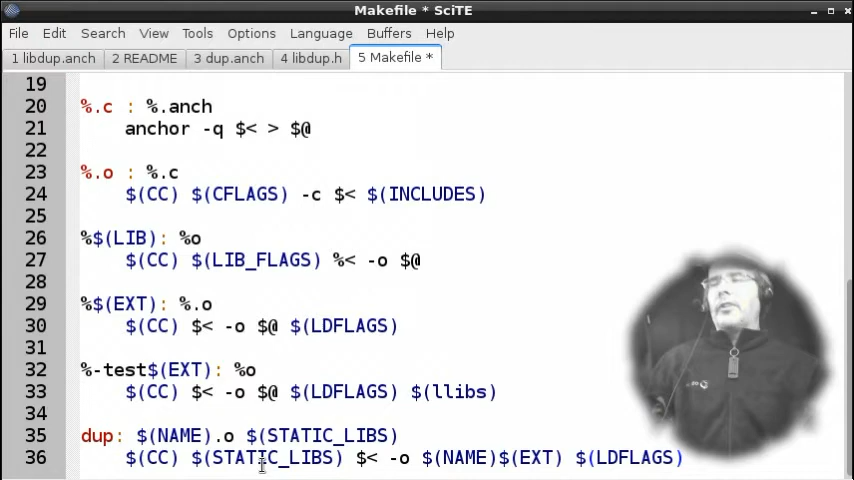 Makefile * SciTE
File Edit Search View Tools Options Language Buffers Help
1 libdup.anch 2 README 3 dup.anch 4 libdup.h 5 Makefile *
19
20 %.c : %.anch
21 anchor -q $< > $@
22
23 %.o : %.c
24 $(CC) $(CFLAGS) -c $< $(INCLUDES)
25
26 %$(LIB): %o
27 $(CC) $(LIB_FLAGS) %< -o $@
28
29 %$(EXT): %.o
30 $(CC) $< -o $@ $(LDFLAGS)
31
32 %-test$(EXT): %o
33 $(CC) $< -o $@ $(LDFLAGS) $(llibs)
34
35 dup: $(NAME).o $(STATIC_LIBS)
36 $(CC) $(STATIC_LIBS) $< -o $(NAME)$(EXT) $(LDFLAGS)